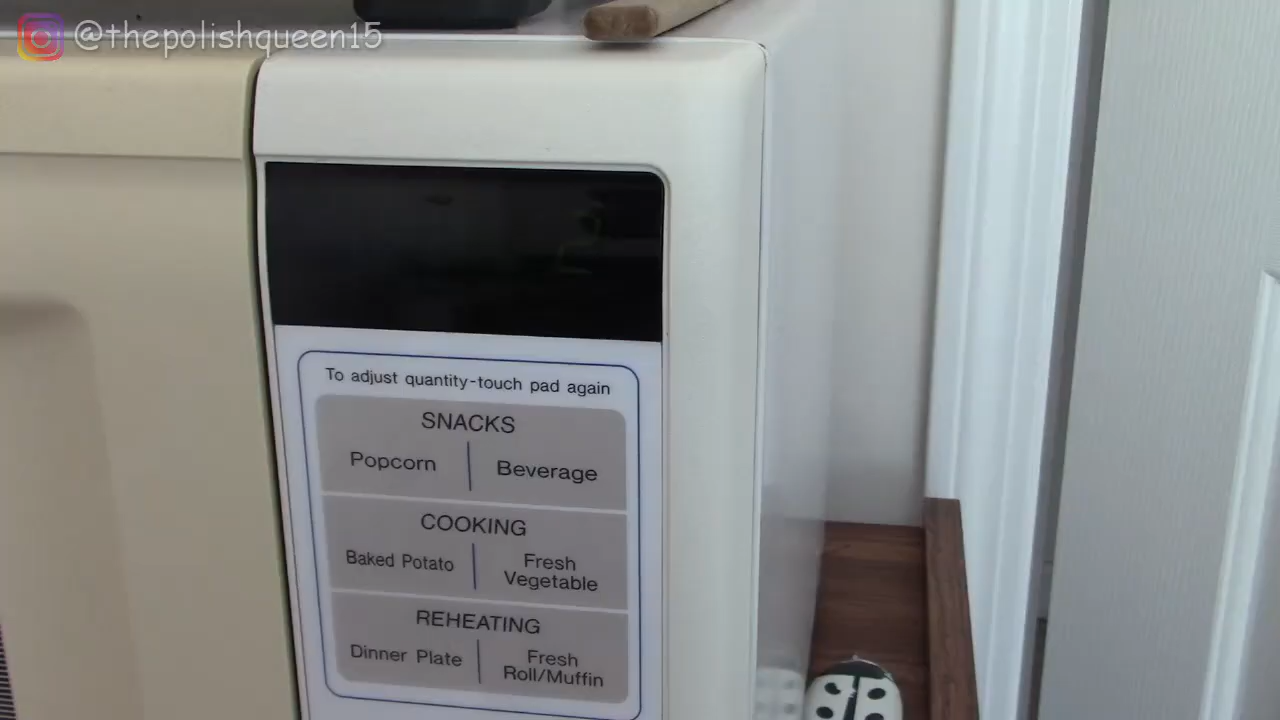 @thepolishqueen15
To adjust quantity-touch pad again
SNACKS
Popcorn
Beverage
COOKING
Baked Potato
Fresh
Vegetable
REHEATING
Dinner Plate
Fresh
Roll/Muffin